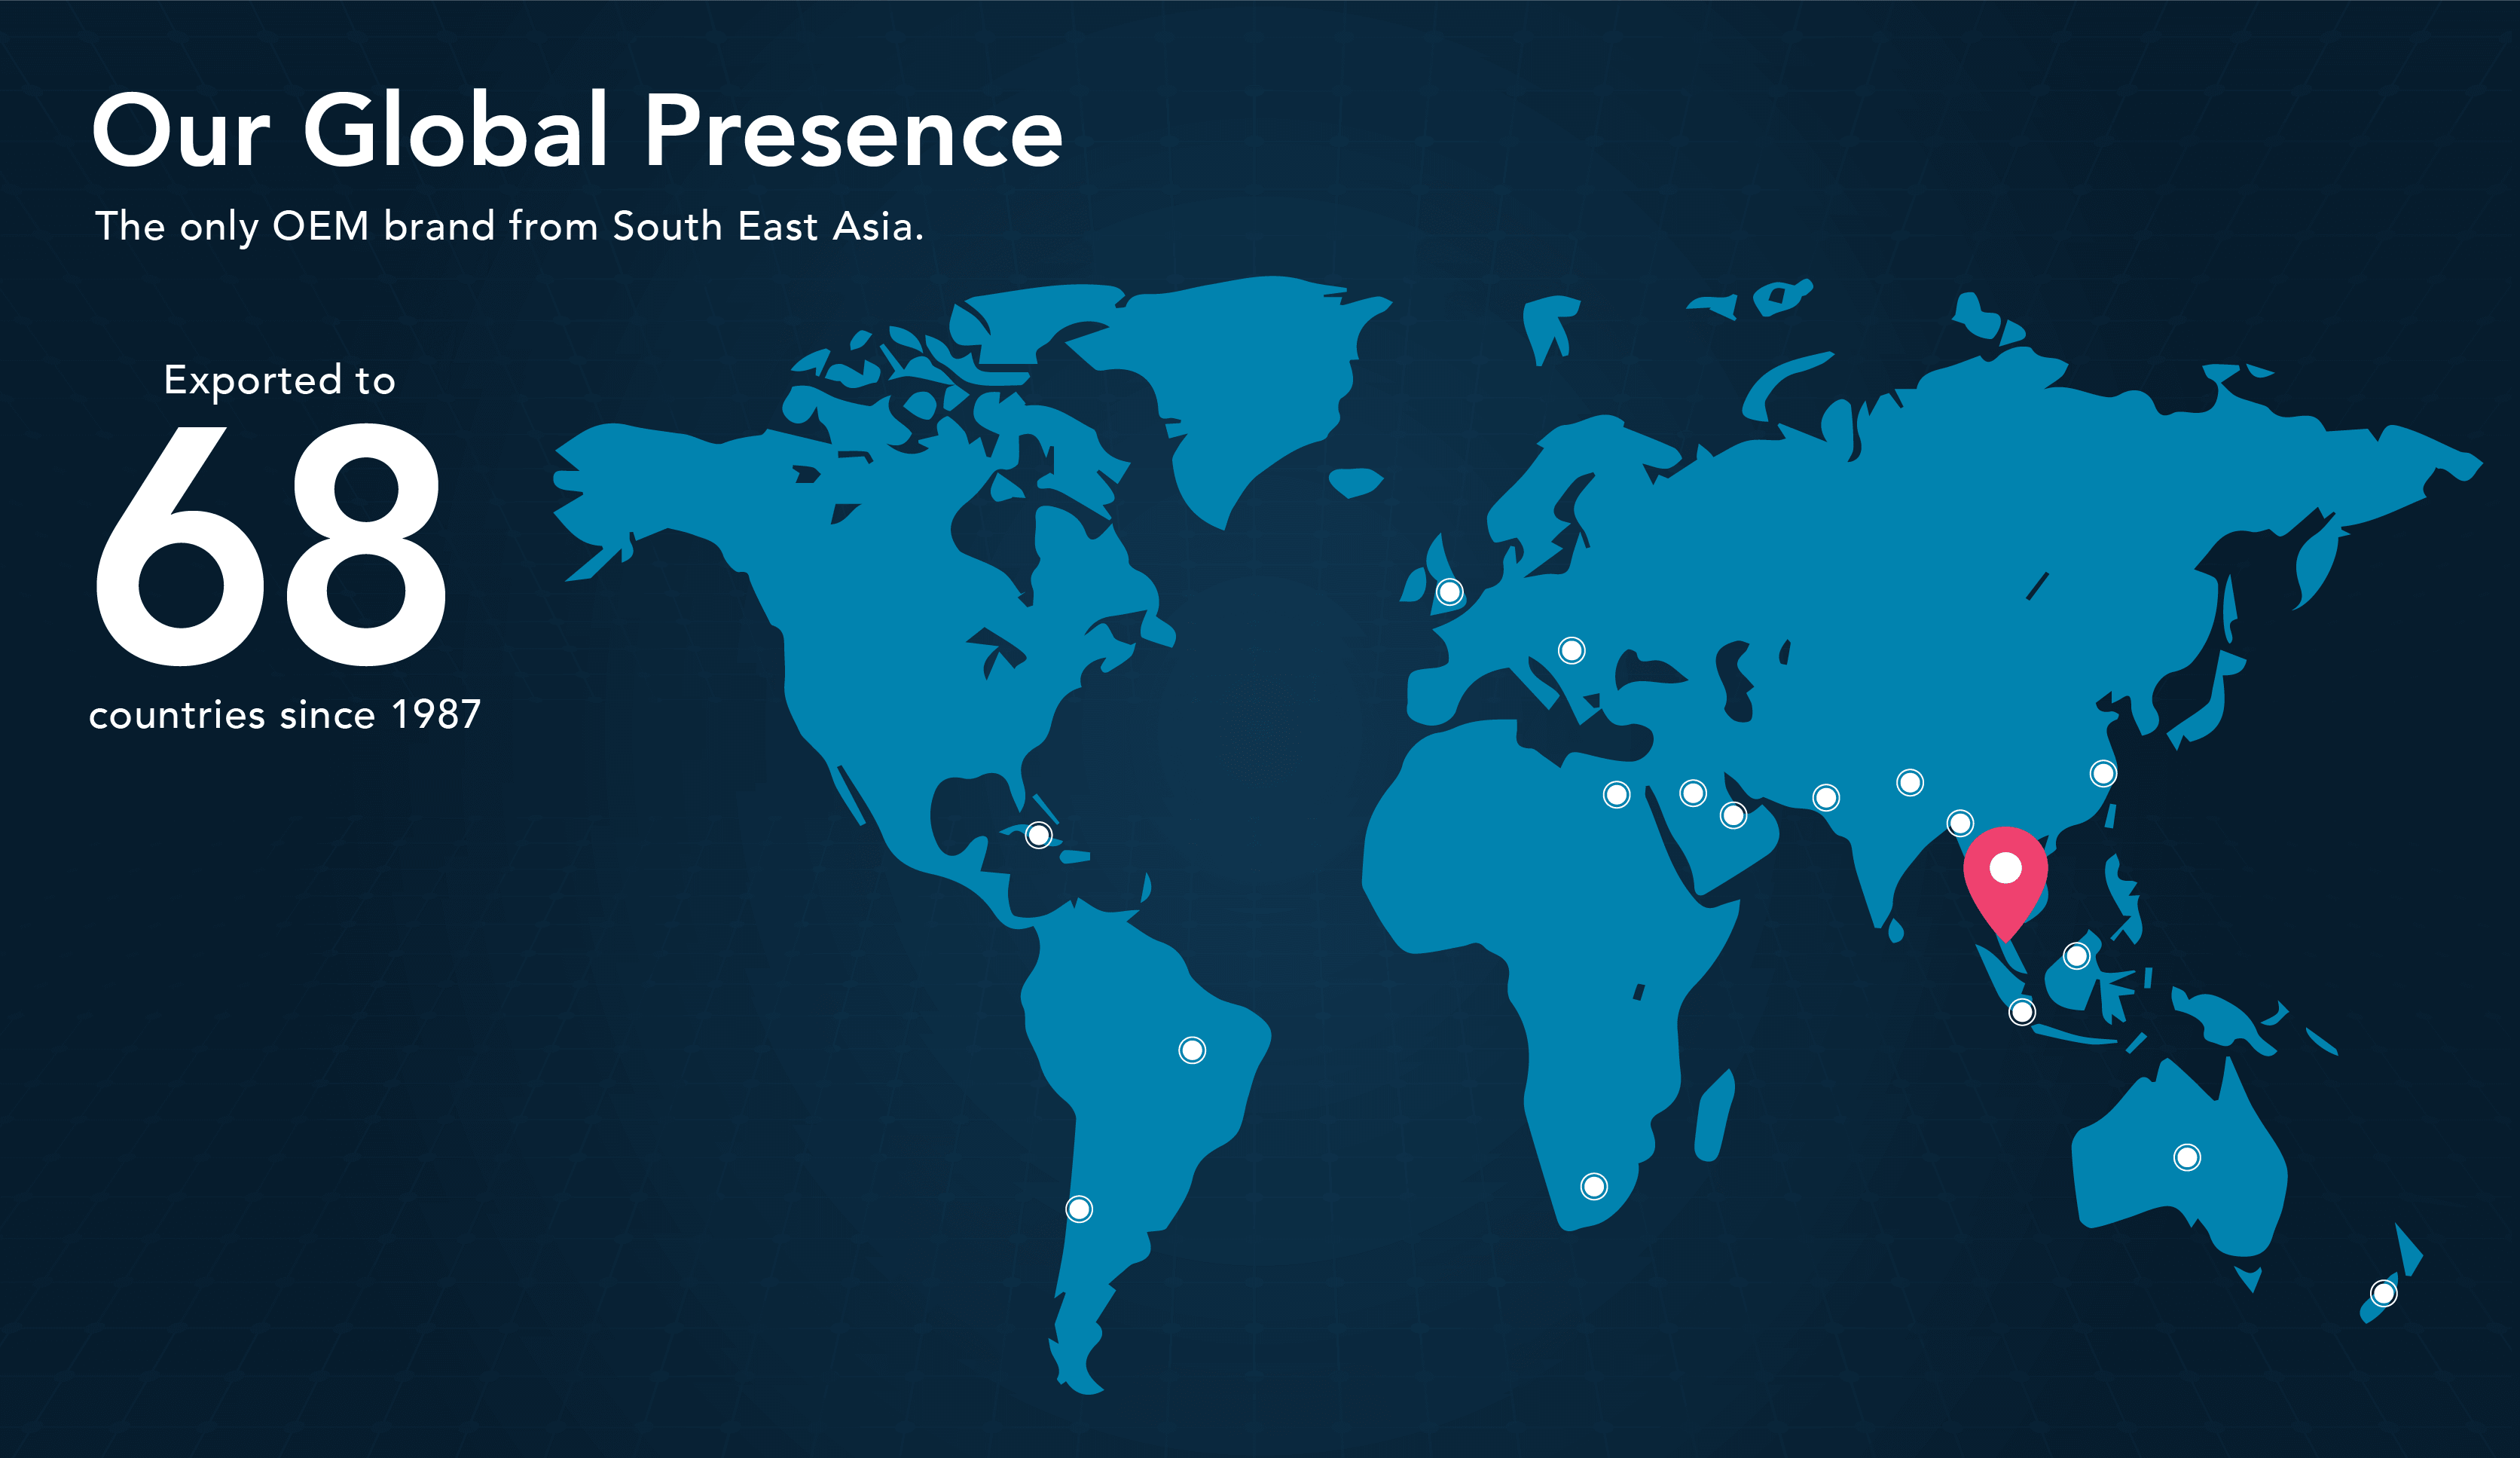 Our Global Presence
The only OEM brand from South East Asia.
Exported to
68
countries since 1987